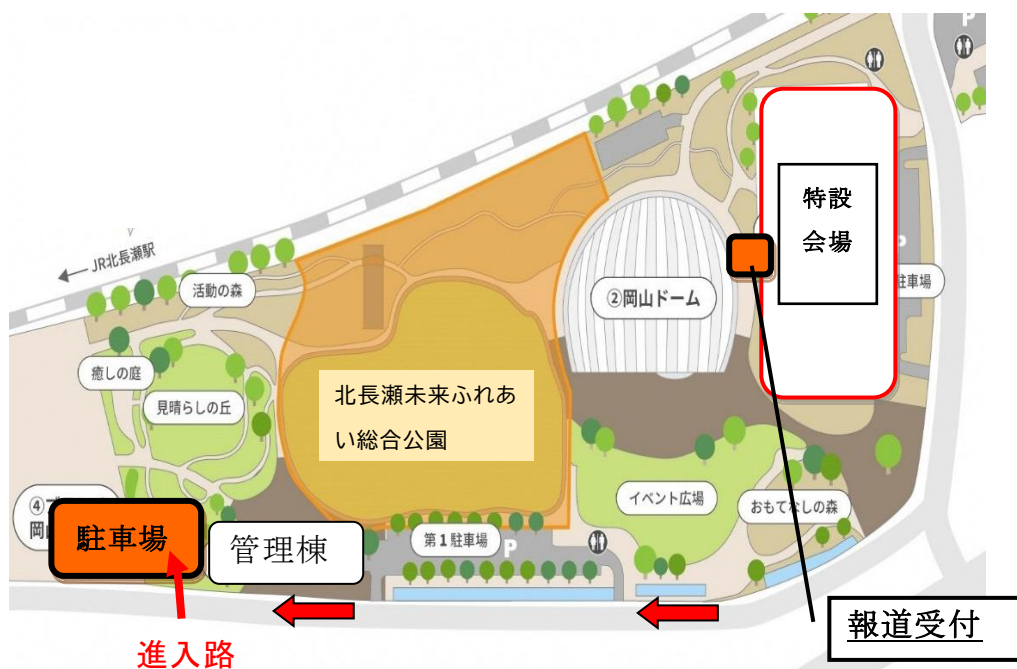 P
特設
会場
JR北長瀬駅
活動の森
②岡山ドーム
P
駐車場
癒しの庭
見晴らしの丘
北長瀬未来ふれあ
い総合公園
④
岡
駐車場
管理棟
第1駐車場
P
イベント広場
おもてなしの森
報道受付
進入路